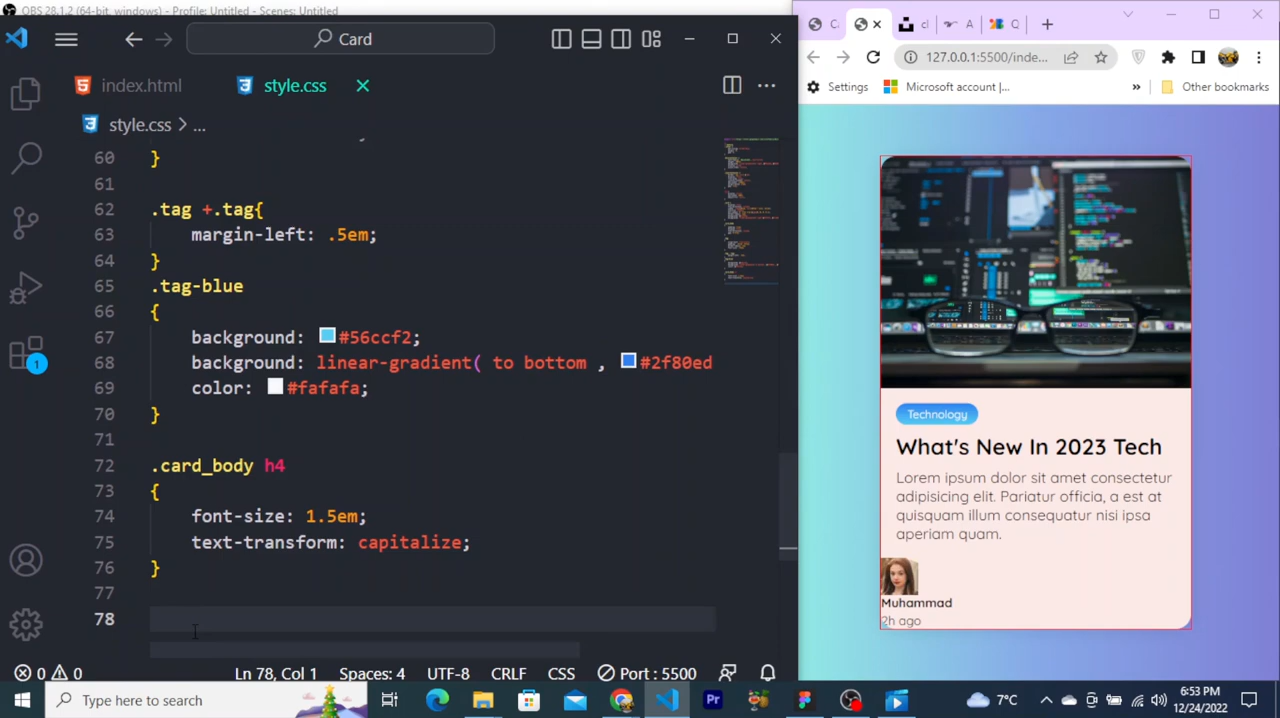 OBS 28.1.2 (64-bit, windows) - Profile: Untitled - Scenes: Untitled
Card
index.html
style.css
style.css > ...
60 }
61
62 .tag +.tag{
63 margin-left: .5em;
64 }
65 .tag-blue
66 {
67 background: #56ccf2;
68 background: linear-gradient( to bottom , #2f80ed
69 color: #fafafa;
70 }
71
72 .card_body h4
73 {
74 font-size: 1.5em;
75 text-transform: capitalize;
76 }
77
78
1
0 0 Ln 78, Col 1 Spaces: 4 UTF-8 CRLF CSS Port : 5500
C cl A Q
127.0.0.1:5500/inde...
Settings Microsoft account |... » Other bookmarks
Technology
What's New In 2023 Tech
Lorem ipsum dolor sit amet consectetur
adipisicing elit. Pariatur officia, a est at
quisquam illum consequatur nisi ipsa
aperiam quam.
Muhammad
2h ago
Type here to search
Pr
7°C
6:53 PM
12/24/2022